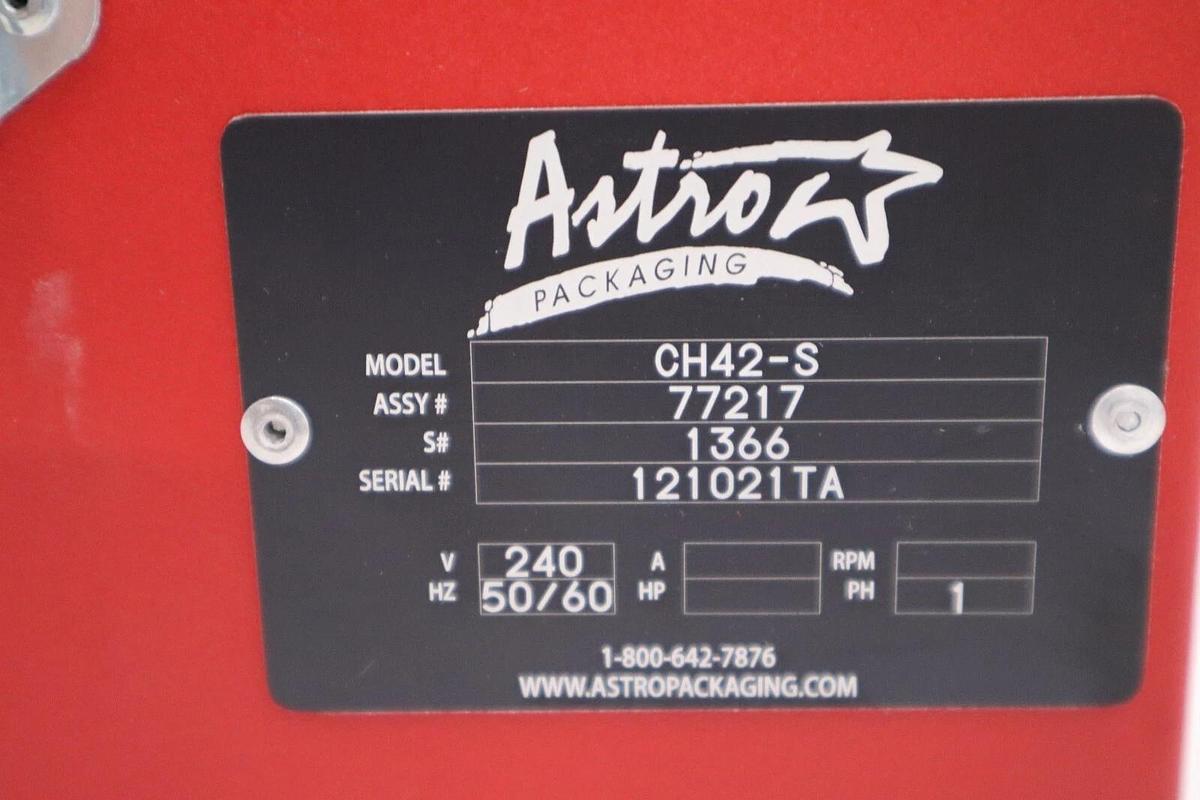 Astro
PACKAGING
MODEL CH42-S
ASSY # 77217
S# 1366
SERIAL # 121021TA
V 240 A RPM
HZ 50/60 HP PH 1
1-800-642-7876
WWW.ASTROPACKAGING.COM